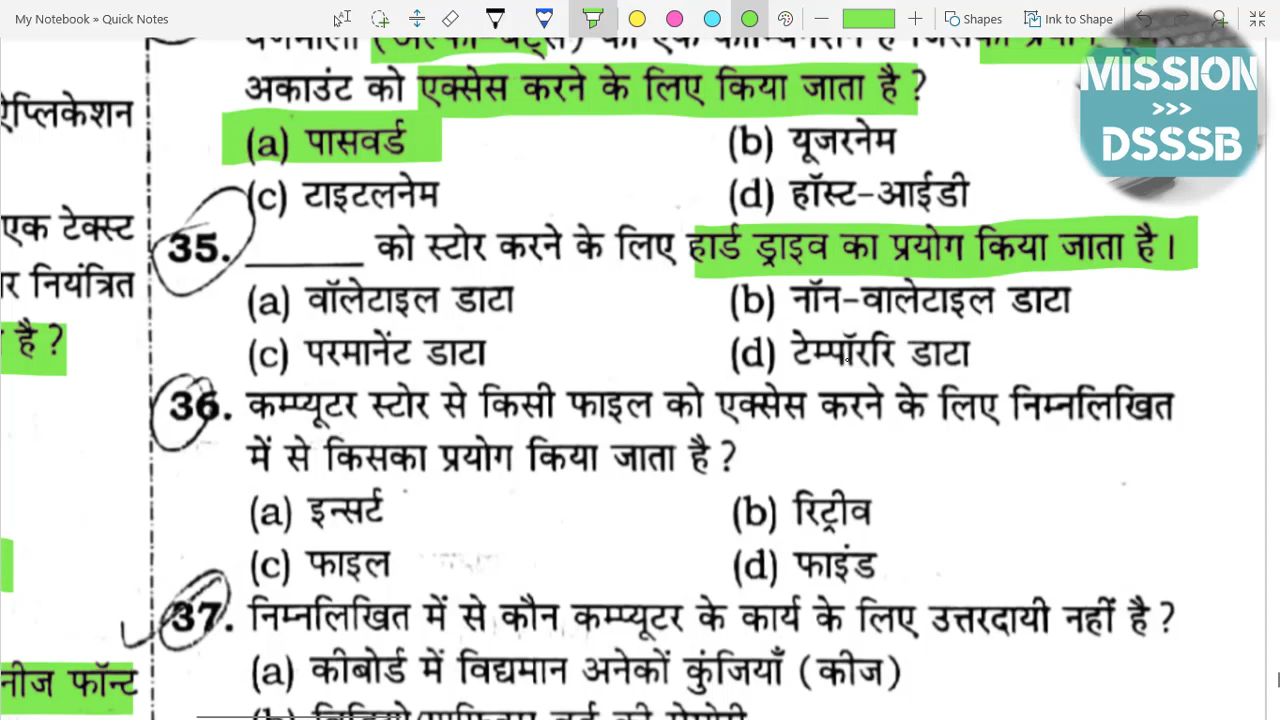 My Notebook » Quick Notes
Shapes
Ink to Shape
MISSION
>>>
DSSSB
अकाउंट को एक्सेस करने के लिए किया जाता है ?
(a) पासवर्ड (b) यूजरनेम
(c) टाइटलनेम (d) हॉस्ट-आईडी
35. ______ को स्टोर करने के लिए हार्ड ड्राइव का प्रयोग किया जाता है।
(a) वॉलेटाइल डाटा (b) नॉन-वालेटाइल डाटा
(c) परमानेंट डाटा (d) टेम्पॉररि डाटा
36. कम्प्यूटर स्टोर से किसी फाइल को एक्सेस करने के लिए निम्नलिखित
में से किसका प्रयोग किया जाता है ?
(a) इन्सर्ट (b) रिट्रीव
(c) फाइल (d) फाइंड
37. निम्नलिखित में से कौन कम्प्यूटर के कार्य के लिए उत्तरदायी नहीं है ?
(a) कीबोर्ड में विद्यमान अनेकों कुंजियाँ (कीज)
ऐप्लिकेशन
एक टेक्स्ट
र नियंत्रित
है ?
नीज फॉन्ट